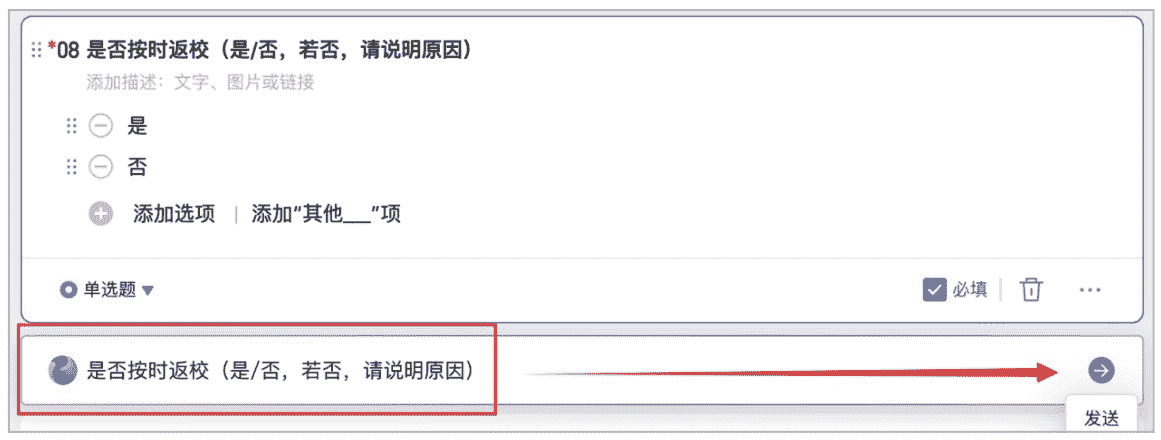 *08 是否按时返校（是/否，若否，请说明原因）
添加描述：文字、图片或链接
是
否
添加选项 | 添加“其他___”项
单选题 必填 ...
是否按时返校（是/否，若否，请说明原因）
发送